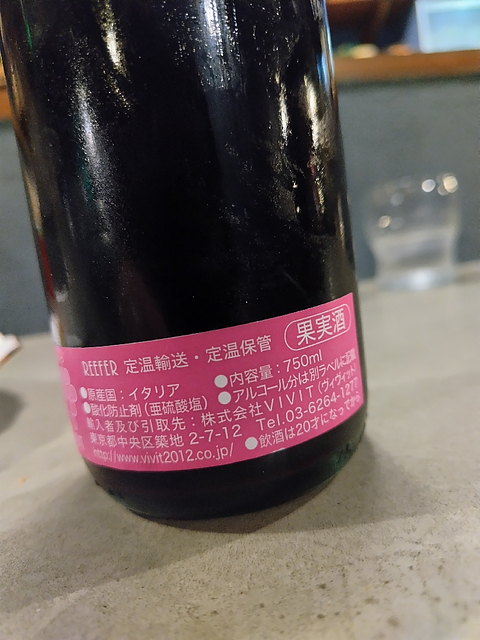 REEFER 定温輸送・定温保管 果実酒
●原産国：イタリア ●内容量：750ml
●酸化防止剤（亜硫酸塩） ●アルコール分は別ラベルに記載
輸入者及び引取先：株式会社VIVIT（ヴィヴィット）
東京都中央区築地 2-7-12 Tel.03-6264-1277
http://www.vivit2012.co.jp/ ●飲酒は20才になってから